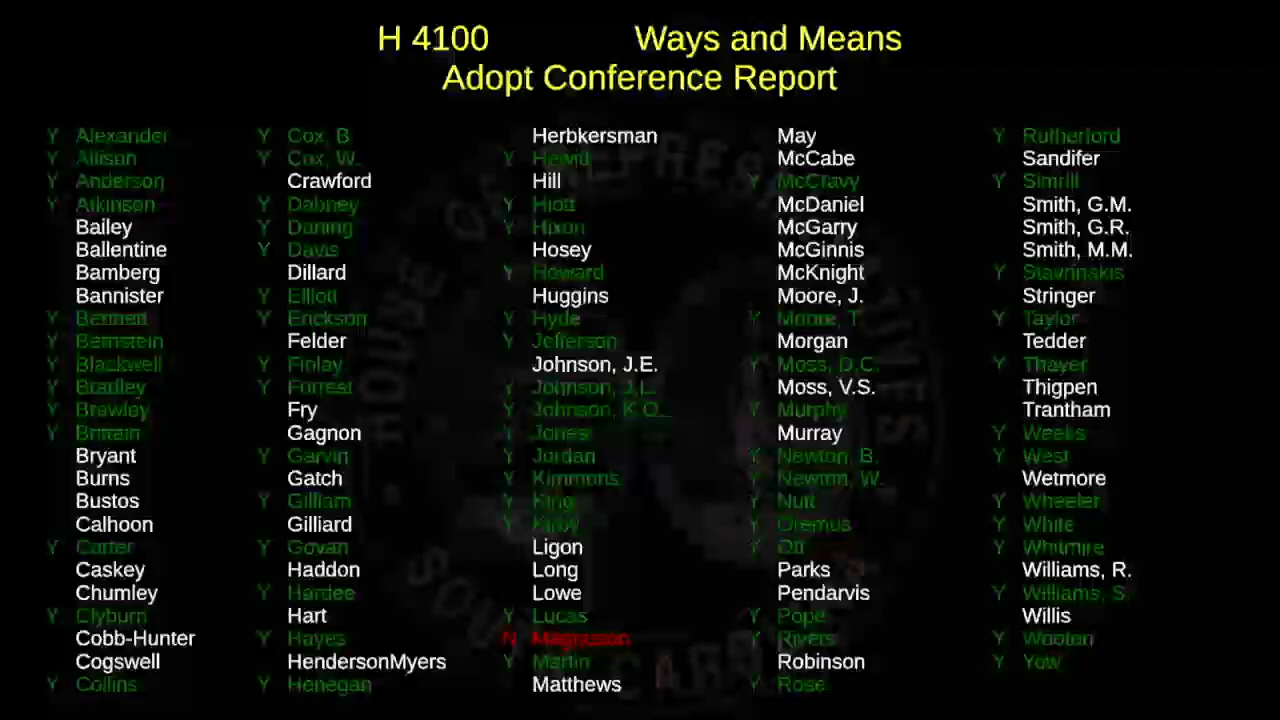 H 4100 Ways and Means
Adopt Conference Report
Y Alexander
Y Allison
Y Anderson
Y Atkinson
Bailey
Ballentine
Bamberg
Bannister
Y Bennett
Y Bernstein
Y Blackwell
Y Bradley
Y Brawley
Y Brittain
Bryant
Burns
Bustos
Calhoon
Y Carter
Caskey
Chumley
Y Clyburn
Cobb-Hunter
Cogswell
Y Collins
Y Cox, B.
Y Cox, W.
Crawford
Y Dabney
Y Daning
Y Davis
Dillard
Y Elliott
Y Erickson
Felder
Y Finlay
Y Forrest
Fry
Gagnon
Y Garvin
Gatch
Y Gilliam
Gilliard
Y Govan
Haddon
Y Hardee
Hart
Y Hayes
HendersonMyers
Y Henegan
Herbkersman
Y Hewitt
Hill
Y Hiott
Y Hixon
Hosey
Y Howard
Huggins
Y Hyde
Y Jefferson
Johnson, J.E.
Y Johnson, J.L.
Y Johnson, K.O.
Y Jones
Y Jordan
Y Kimmons
Y King
Y Kirby
Ligon
Long
Lowe
Y Lucas
N Magnuson
Y Martin
Matthews
May
McCabe
Y McCravy
McDaniel
McGarry
McGinnis
McKnight
Moore, J.
Y Moore, T.
Morgan
Y Moss, D.C.
Moss, V.S.
Y Murphy
Murray
Y Newton, B.
Y Newton, W.
Y Nutt
Y Oremus
Y Ott
Parks
Pendarvis
Y Pope
Y Rivers
Robinson
Y Rose
Y Rutherford
Sandifer
Y Simrill
Smith, G.M.
Smith, G.R.
Smith, M.M.
Y Stavrinakis
Stringer
Y Taylor
Tedder
Y Thayer
Thigpen
Trantham
Y Weeks
Y West
Wetmore
Y Wheeler
Y White
Y Whitmire
Williams, R.
Y Williams, S.
Willis
Y Wooten
Y Yow